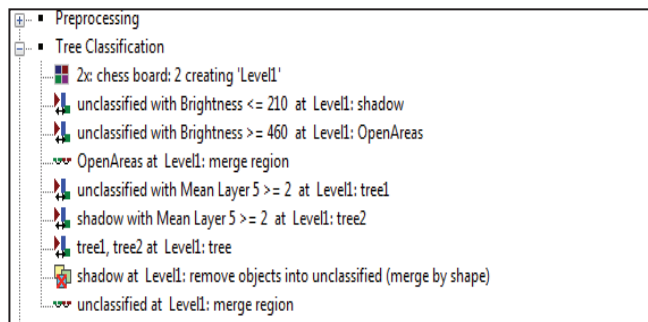 Preprocessing
Tree Classification
2x: chess board: 2 creating 'Level1'
unclassified with Brightness <= 210 at Level1: shadow
unclassified with Brightness >= 460 at Level1: OpenAreas
OpenAreas at Level1: merge region
unclassified with Mean Layer 5 >= 2 at Level1: tree1
shadow with Mean Layer 5 >= 2 at Level1: tree2
tree1, tree2 at Level1: tree
shadow at Level1: remove objects into unclassified (merge by shape)
unclassified at Level1: merge region